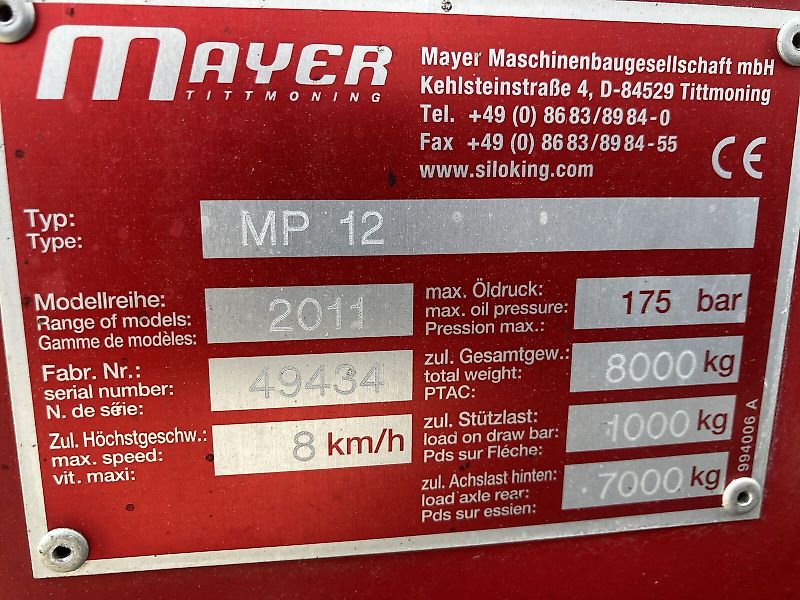 MAYER
TITTMONING
Mayer Maschinenbaugesellschaft mbH
Kehlsteinstraße 4, D-84529 Tittmoning
Tel. +49 (0) 86 83/89 84-0
Fax +49 (0) 86 83/89 84-55
www.siloking.com
CE
Typ:
Type:
MP 12
Modellreihe:
Range of models:
Gamme de modèles:
2011
Fabr. Nr.:
serial number:
N. de série:
49434
Zul. Höchstgeschw.:
max. speed:
vit. maxi:
8 km/h
max. Öldruck:
max. oil pressure:
Pression max.:
175 bar
zul. Gesamtgew.:
total weight:
PTAC:
8000 kg
zul. Stützlast:
load on draw bar:
Pds sur Fléche:
1000 kg
zul. Achslast hinten:
load axle rear:
Pds sur essien:
7000 kg
994006 A